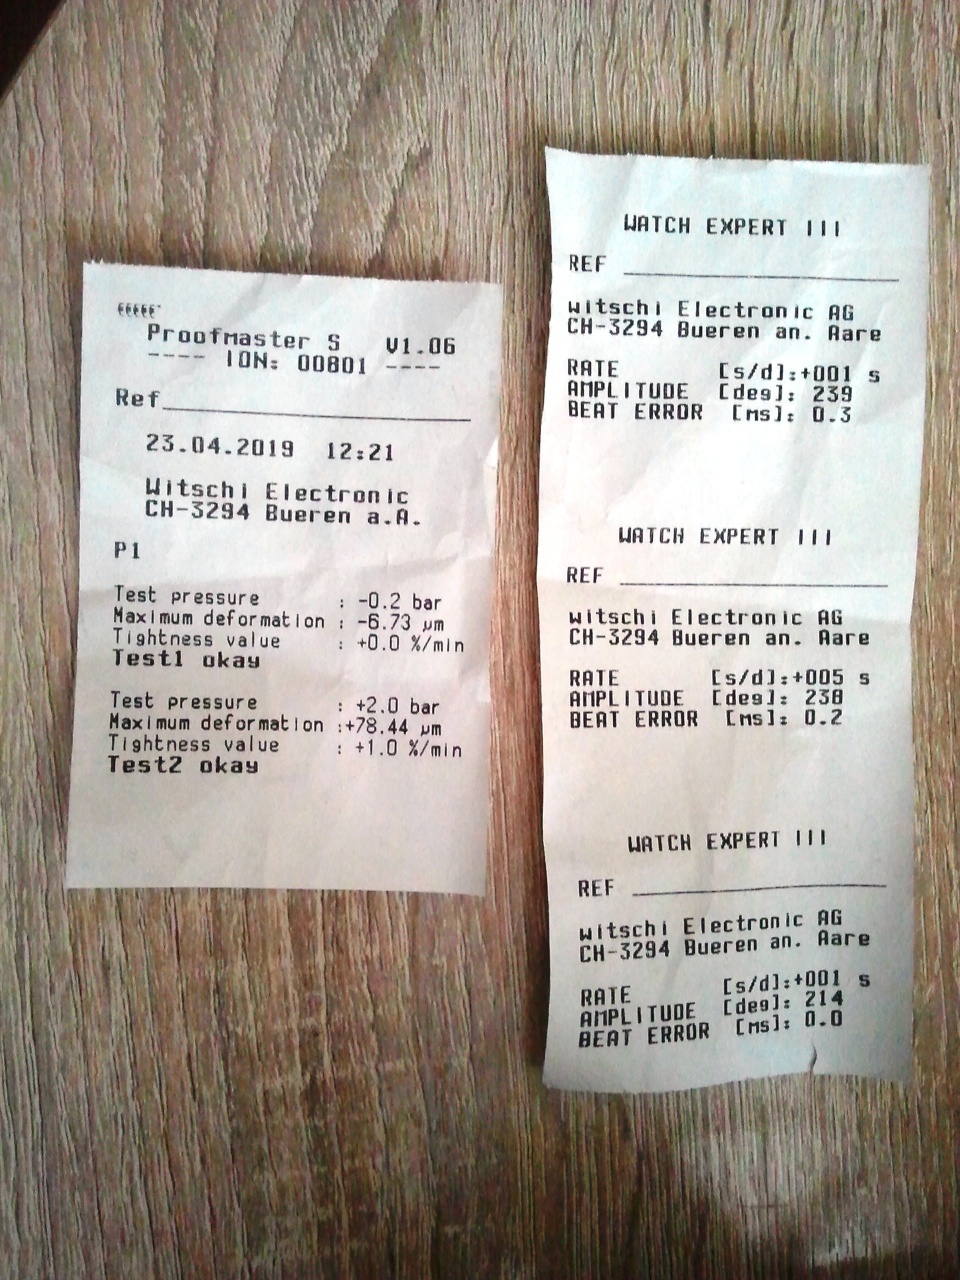 Proofmaster S V1.06
---- ION: 00801 ----
Ref
23.04.2019 12:21
Witschi Electronic
CH-3294 Bueren a.A.
P1
Test pressure : -0.2 bar
Maximum deformation : -6.73 µm
Tightness value : +0.0 %/min
Test1 okay
Test pressure : +2.0 bar
Maximum deformation :+78.44 µm
Tightness value : +1.0 %/min
Test2 okay
WATCH EXPERT III
REF
witschi Electronic AG
CH-3294 Bueren an. Aare
RATE [s/d]:+001 s
AMPLITUDE [deg]: 239
BEAT ERROR [ms]: 0.3
WATCH EXPERT III
REF
witschi Electronic AG
CH-3294 Bueren an. Aare
RATE [s/d]:+005 s
AMPLITUDE [deg]: 238
BEAT ERROR [ms]: 0.2
WATCH EXPERT III
REF
witschi Electronic AG
CH-3294 Bueren an. Aare
RATE [s/d]:+001 s
AMPLITUDE [deg]: 214
BEAT ERROR [ms]: 0.0